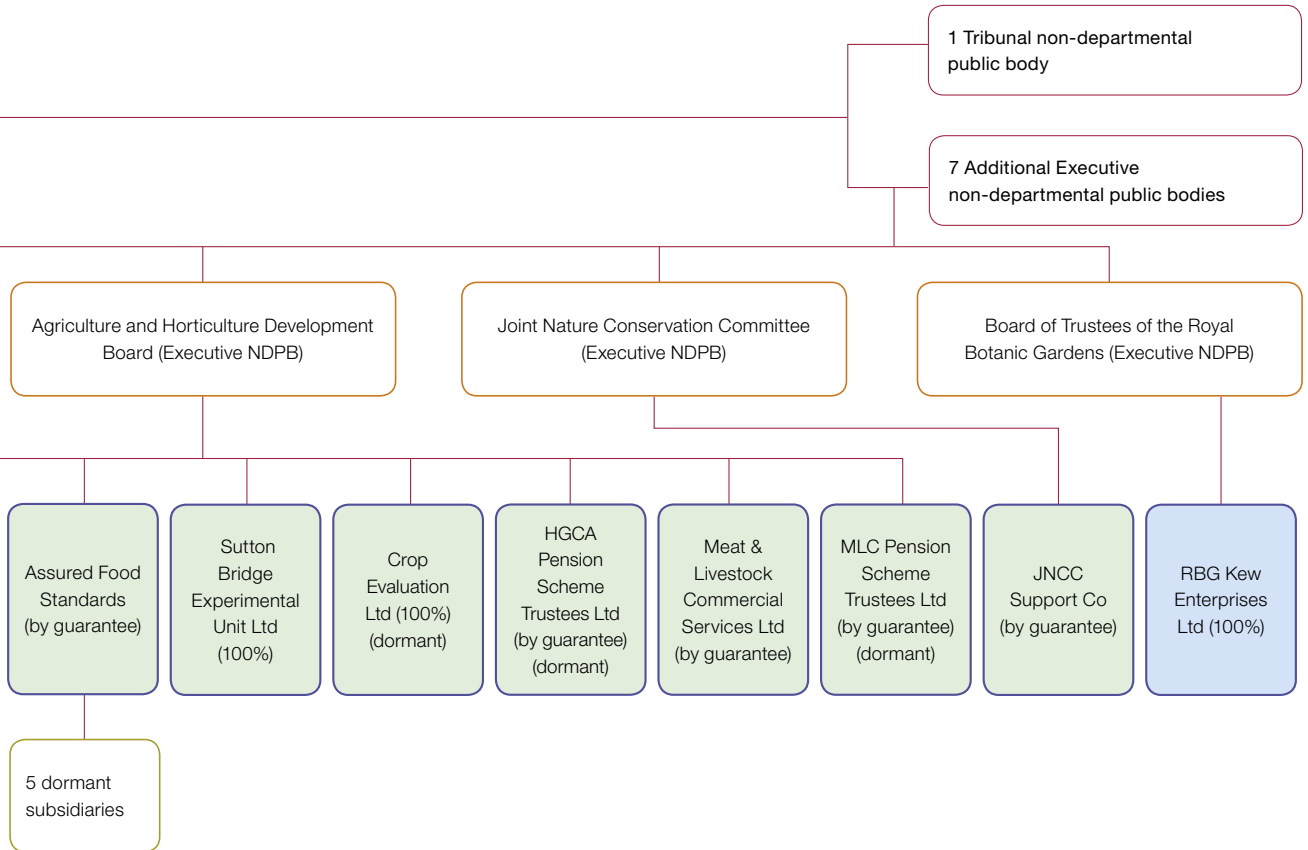 1 Tribunal non-departmental
public body
7 Additional Executive
non-departmental public bodies
Agriculture and Horticulture Development
Board (Executive NDPB)
Joint Nature Conservation Committee
(Executive NDPB)
Board of Trustees of the Royal
Botanic Gardens (Executive NDPB)
Assured Food
Standards
(by guarantee)
Sutton
Bridge
Experimental
Unit Ltd
(100%)
Crop
Evaluation
Ltd (100%)
(dormant)
HGCA
Pension
Scheme
Trustees Ltd
(by guarantee)
(dormant)
Meat &
Livestock
Commercial
Services Ltd
(by guarantee)
MLC Pension
Scheme
Trustees Ltd
(by guarantee)
(dormant)
JNCC
Support Co
(by guarantee)
RBG Kew
Enterprises
Ltd (100%)
5 dormant
subsidiaries